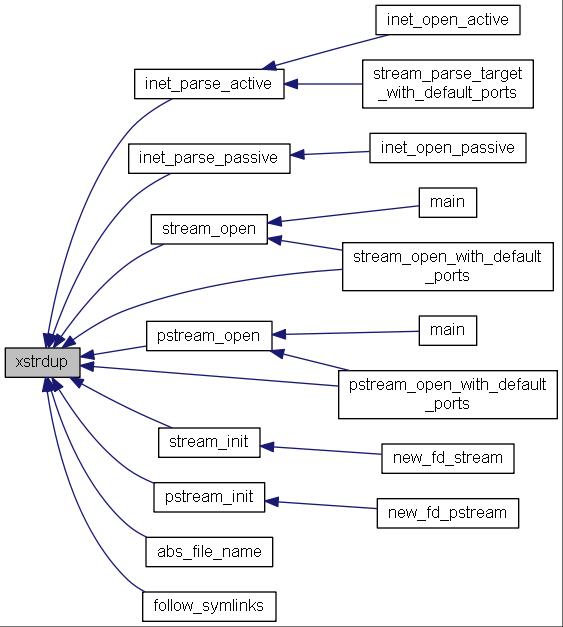 inet_open_active
inet_parse_active
stream_parse_target
_with_default_ports
inet_parse_passive
inet_open_passive
stream_open
main
stream_open_with_default
_ports
pstream_open
main
xstrdup
pstream_open_with_default
_ports
stream_init
new_fd_stream
pstream_init
new_fd_pstream
abs_file_name
follow_symlinks